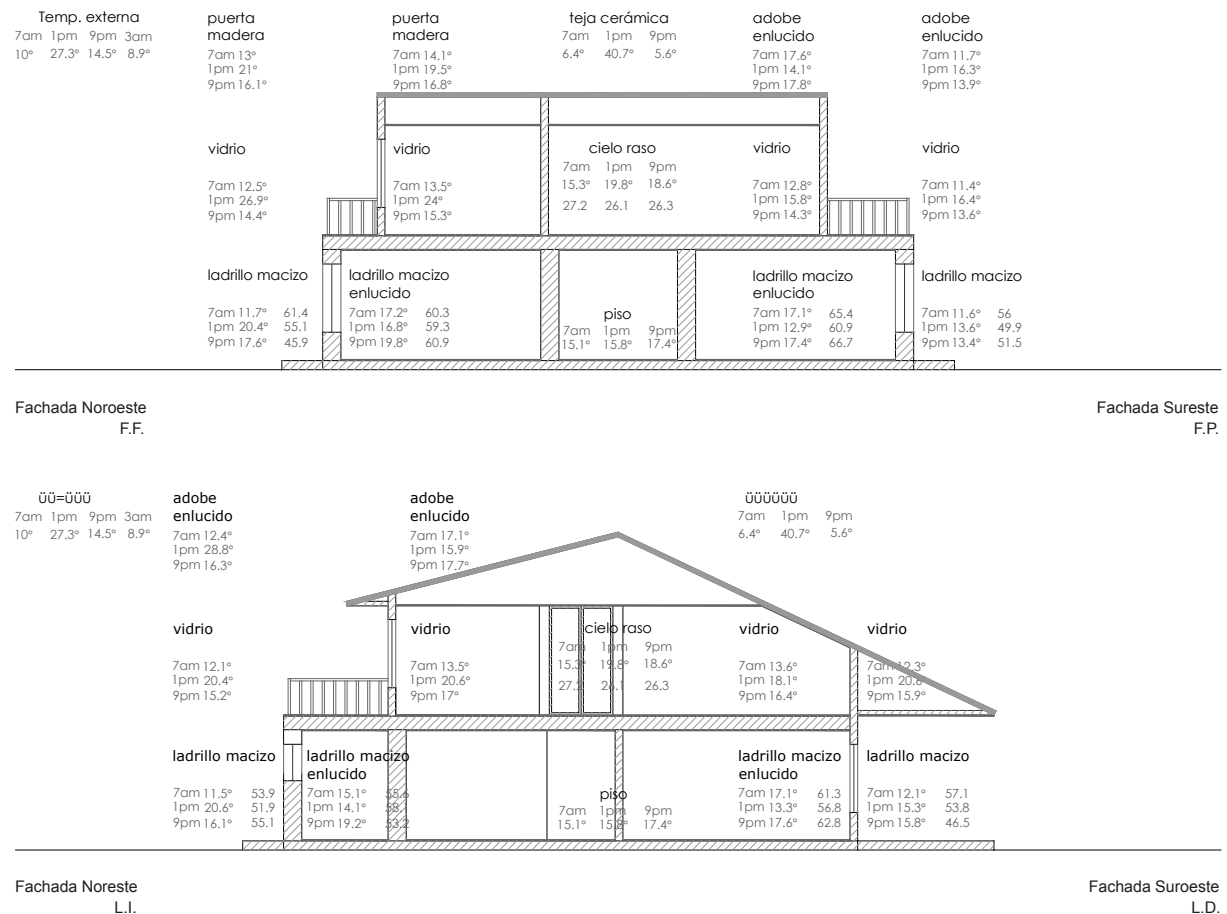 Temp. externa
7am 1pm 9pm 3am
10° 27.3° 14.5° 8.9°
puerta
madera
7am 13°
1pm 21°
9pm 16.1°
puerta
madera
7am 14.1°
1pm 19.5°
9pm 16.8°
teja cerámica
7am 1pm 9pm
6.4° 40.7° 5.6°
adobe
enlucido
7am 17.6°
1pm 14.1°
9pm 17.8°
adobe
enlucido
7am 11.7°
1pm 16.3°
9pm 13.9°
vidrio
7am 12.5°
1pm 26.9°
9pm 14.4°
vidrio
7am 13.5°
1pm 24°
9pm 15.3°
cielo raso
7am 1pm 9pm
15.3° 19.8° 18.6°
27.2 26.1 26.3
vidrio
7am 12.8°
1pm 15.8°
9pm 14.3°
vidrio
7am 11.4°
1pm 16.4°
9pm 13.6°
ladrillo macizo
7am 11.7° 61.4
1pm 20.4° 55.1
9pm 17.6° 45.9
ladrillo macizo
enlucido
7am 17.2° 60.3
1pm 16.8° 59.3
9pm 19.8° 60.9
piso
7am 1pm 9pm
15.1° 15.8° 17.4°
ladrillo macizo
enlucido
7am 17.1° 65.4
1pm 12.9° 60.9
9pm 17.4° 66.7
ladrillo macizo
7am 11.6° 56
1pm 13.6° 49.9
9pm 13.4° 51.5
Fachada Noroeste
F.F.
Fachada Sureste
F.P.
üü=üüü
7am 1pm 9pm 3am
10° 27.3° 14.5° 8.9°
adobe
enlucido
7am 12.4°
1pm 28.8°
9pm 16.3°
adobe
enlucido
7am 17.1°
1pm 15.9°
9pm 17.7°
üüüüüü
7am 1pm 9pm
6.4° 40.7° 5.6°
vidrio
7am 12.1°
1pm 20.4°
9pm 15.2°
vidrio
7am 13.5°
1pm 20.6°
9pm 17°
cielo raso
7am 1pm 9pm
15.3° 19.8° 18.6°
27.2 26.1 26.3
vidrio
7am 13.6°
1pm 18.1°
9pm 16.4°
vidrio
7am 12.3°
1pm
9pm 15.9°
ladrillo macizo
7am 11.5° 53.9
1pm 20.6° 51.9
9pm 16.1° 55.1
ladrillo macizo
enlucido
7am 15.1°
1pm 14.1°
9pm 19.2° 53.2
piso
7am 1pm 9pm
15.1° 15.8° 17.4°
ladrillo macizo
enlucido
7am 17.1° 61.3
1pm 13.3° 56.8
9pm 17.6° 62.8
ladrillo macizo
7am 12.1° 57.1
1pm 15.3° 53.8
9pm 15.8° 46.5
Fachada Noreste
L.I.
Fachada Suroeste
L.D.